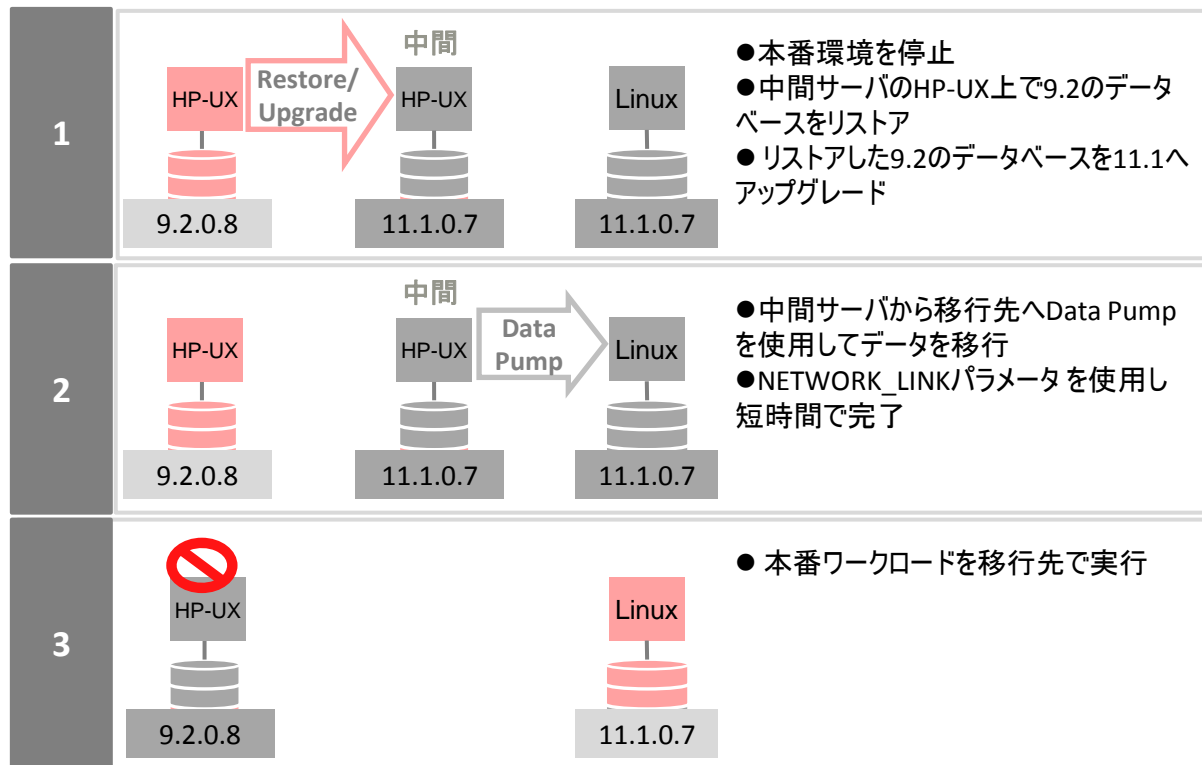 1
中間
HP-UX
Restore/
Upgrade
HP-UX
Linux
9.2.0.8
11.1.0.7
11.1.0.7
●本番環境を停止
●中間サーバのHP-UX上で9.2のデータ
ベースをリストア
● リストアした9.2のデータベースを11.1へ
アップグレード
2
中間
HP-UX
HP-UX
Data
Pump
Linux
9.2.0.8
11.1.0.7
11.1.0.7
●中間サーバから移行先へData Pump
を使用してデータを移行
●NETWORK_LINKパラメータ を使用し
短時間で完了
3
HP-UX
Linux
9.2.0.8
11.1.0.7
● 本番ワークロードを移行先で実行